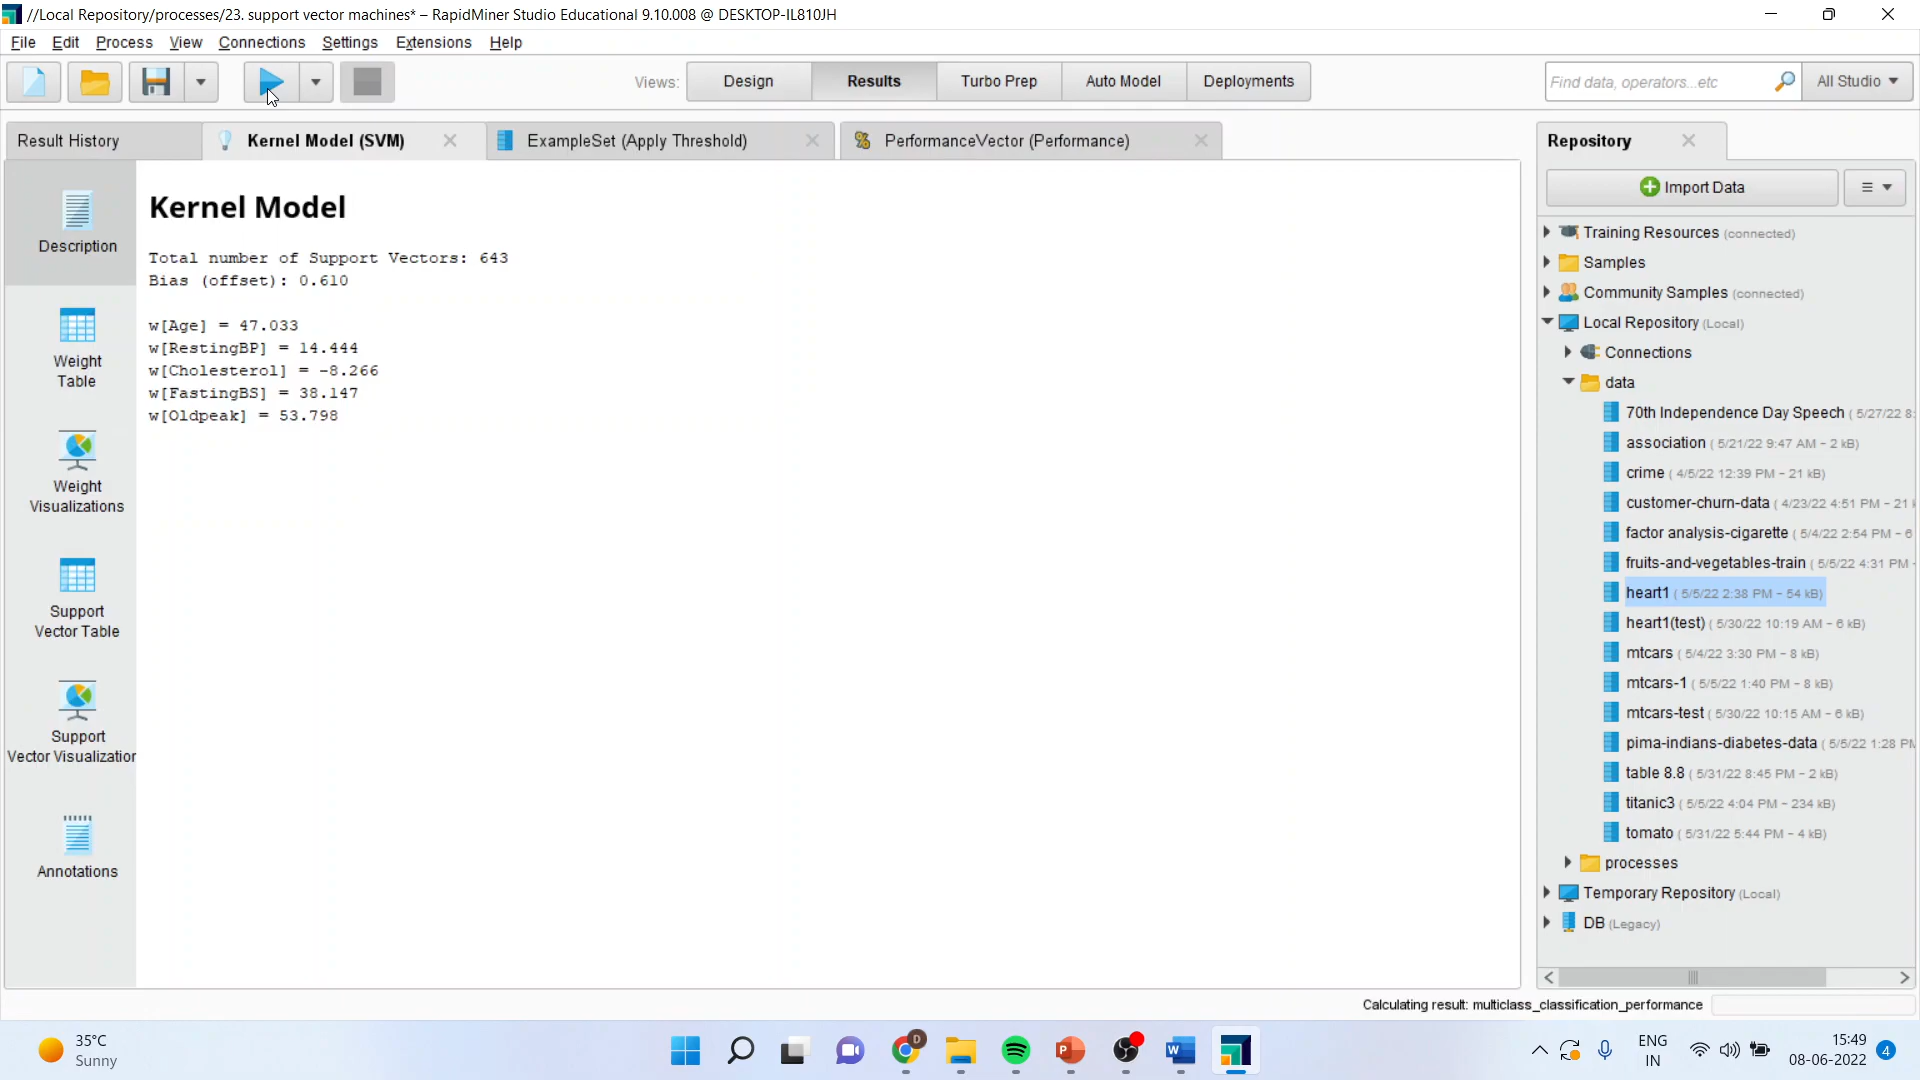 //Local Repository/processes/23. support vector machines* – RapidMiner Studio Educational 9.10.008 @ DESKTOP-IL810JH
File Edit Process View Connections Settings Extensions Help
Views: Design Results Turbo Prep Auto Model Deployments
Find data, operators...etc
All Studio
Result History
Kernel Model (SVM)
ExampleSet (Apply Threshold)
PerformanceVector (Performance)
Repository
Import Data
Description
Weight
Table
Weight
Visualizations
Support
Vector Table
Support
Vector Visualization
Annotations
Kernel Model
Total number of Support Vectors: 643
Bias (offset): 0.610
w[Age] = 47.033
w[RestingBP] = 14.444
w[Cholesterol] = -8.266
w[FastingBS] = 38.147
w[Oldpeak] = 53.798
Training Resources (connected)
Samples
Community Samples (connected)
Local Repository (Local)
Connections
data
70th Independence Day Speech ( 5/27/22 8:
association ( 5/21/22 9:47 AM – 2 kB)
crime ( 4/5/22 12:39 PM – 21 kB)
customer-churn-data ( 4/23/22 4:51 PM – 21
factor analysis-cigarette ( 5/4/22 2:54 PM – 6
fruits-and-vegetables-train ( 5/5/22 4:31 PM –
heart1 ( 5/5/22 2:38 PM – 54 kB)
heart1(test) ( 5/30/22 10:19 AM – 6 kB)
mtcars ( 5/4/22 3:30 PM – 8 kB)
mtcars-1 ( 5/5/22 1:40 PM – 8 kB)
mtcars-test ( 5/30/22 10:15 AM – 6 kB)
pima-indians-diabetes-data ( 5/5/22 1:28 PM
table 8.8 ( 5/31/22 8:45 PM – 2 kB)
titanic3 ( 5/5/22 4:04 PM – 234 kB)
tomato ( 5/31/22 5:44 PM – 4 kB)
processes
Temporary Repository (Local)
DB (Legacy)
Calculating result: multiclass_classification_performance
35°C
Sunny
D
P
W
ENG
IN
15:49
08-06-2022
4